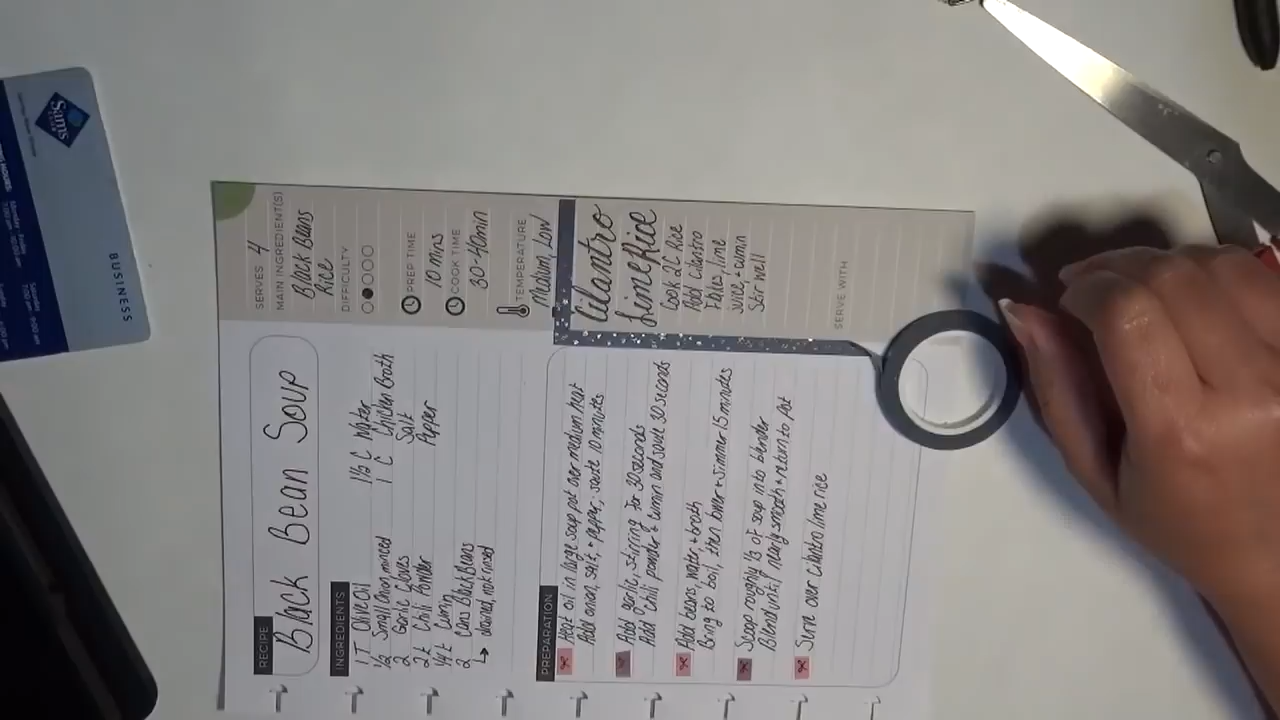 RECIPE
Black Bean Soup
INGREDIENTS
1 T Olive Oil
1/2 Small Onion minced
2 Garlic Cloves
2 t Chili Powder
1/4 t Cumin
2 Cans Black Beans
↳ drained, not rinsed
1 1/2 C Water
1 C Chicken Broth
Salt
Pepper
PREPARATION
Heat oil in large soup pot over medium heat
Add onion, salt, + pepper, saute 10 minutes
Add garlic, stirring for 30 seconds
Add chili powder & cumin and saute 30 seconds
Add beans, water, + broth
Bring to boil, then lower + simmer 15 minutes
Scoop roughly 1/3 of soup into blender
Blend until nearly smooth + return to pot
Serve over cilantro lime rice
SERVES 4
MAIN INGREDIENT(S)
Black Beans
Rice
DIFFICULTY
PREP TIME
10 mins
COOK TIME
30-40min
TEMPERATURE
Medium, Low
Cilantro
Lime Rice
Cook 2C Rice
Add Cilantro
Flakes, lime
juice + cumin
Stir well
SERVE WITH
Sam's
CLUB
BUSINESS